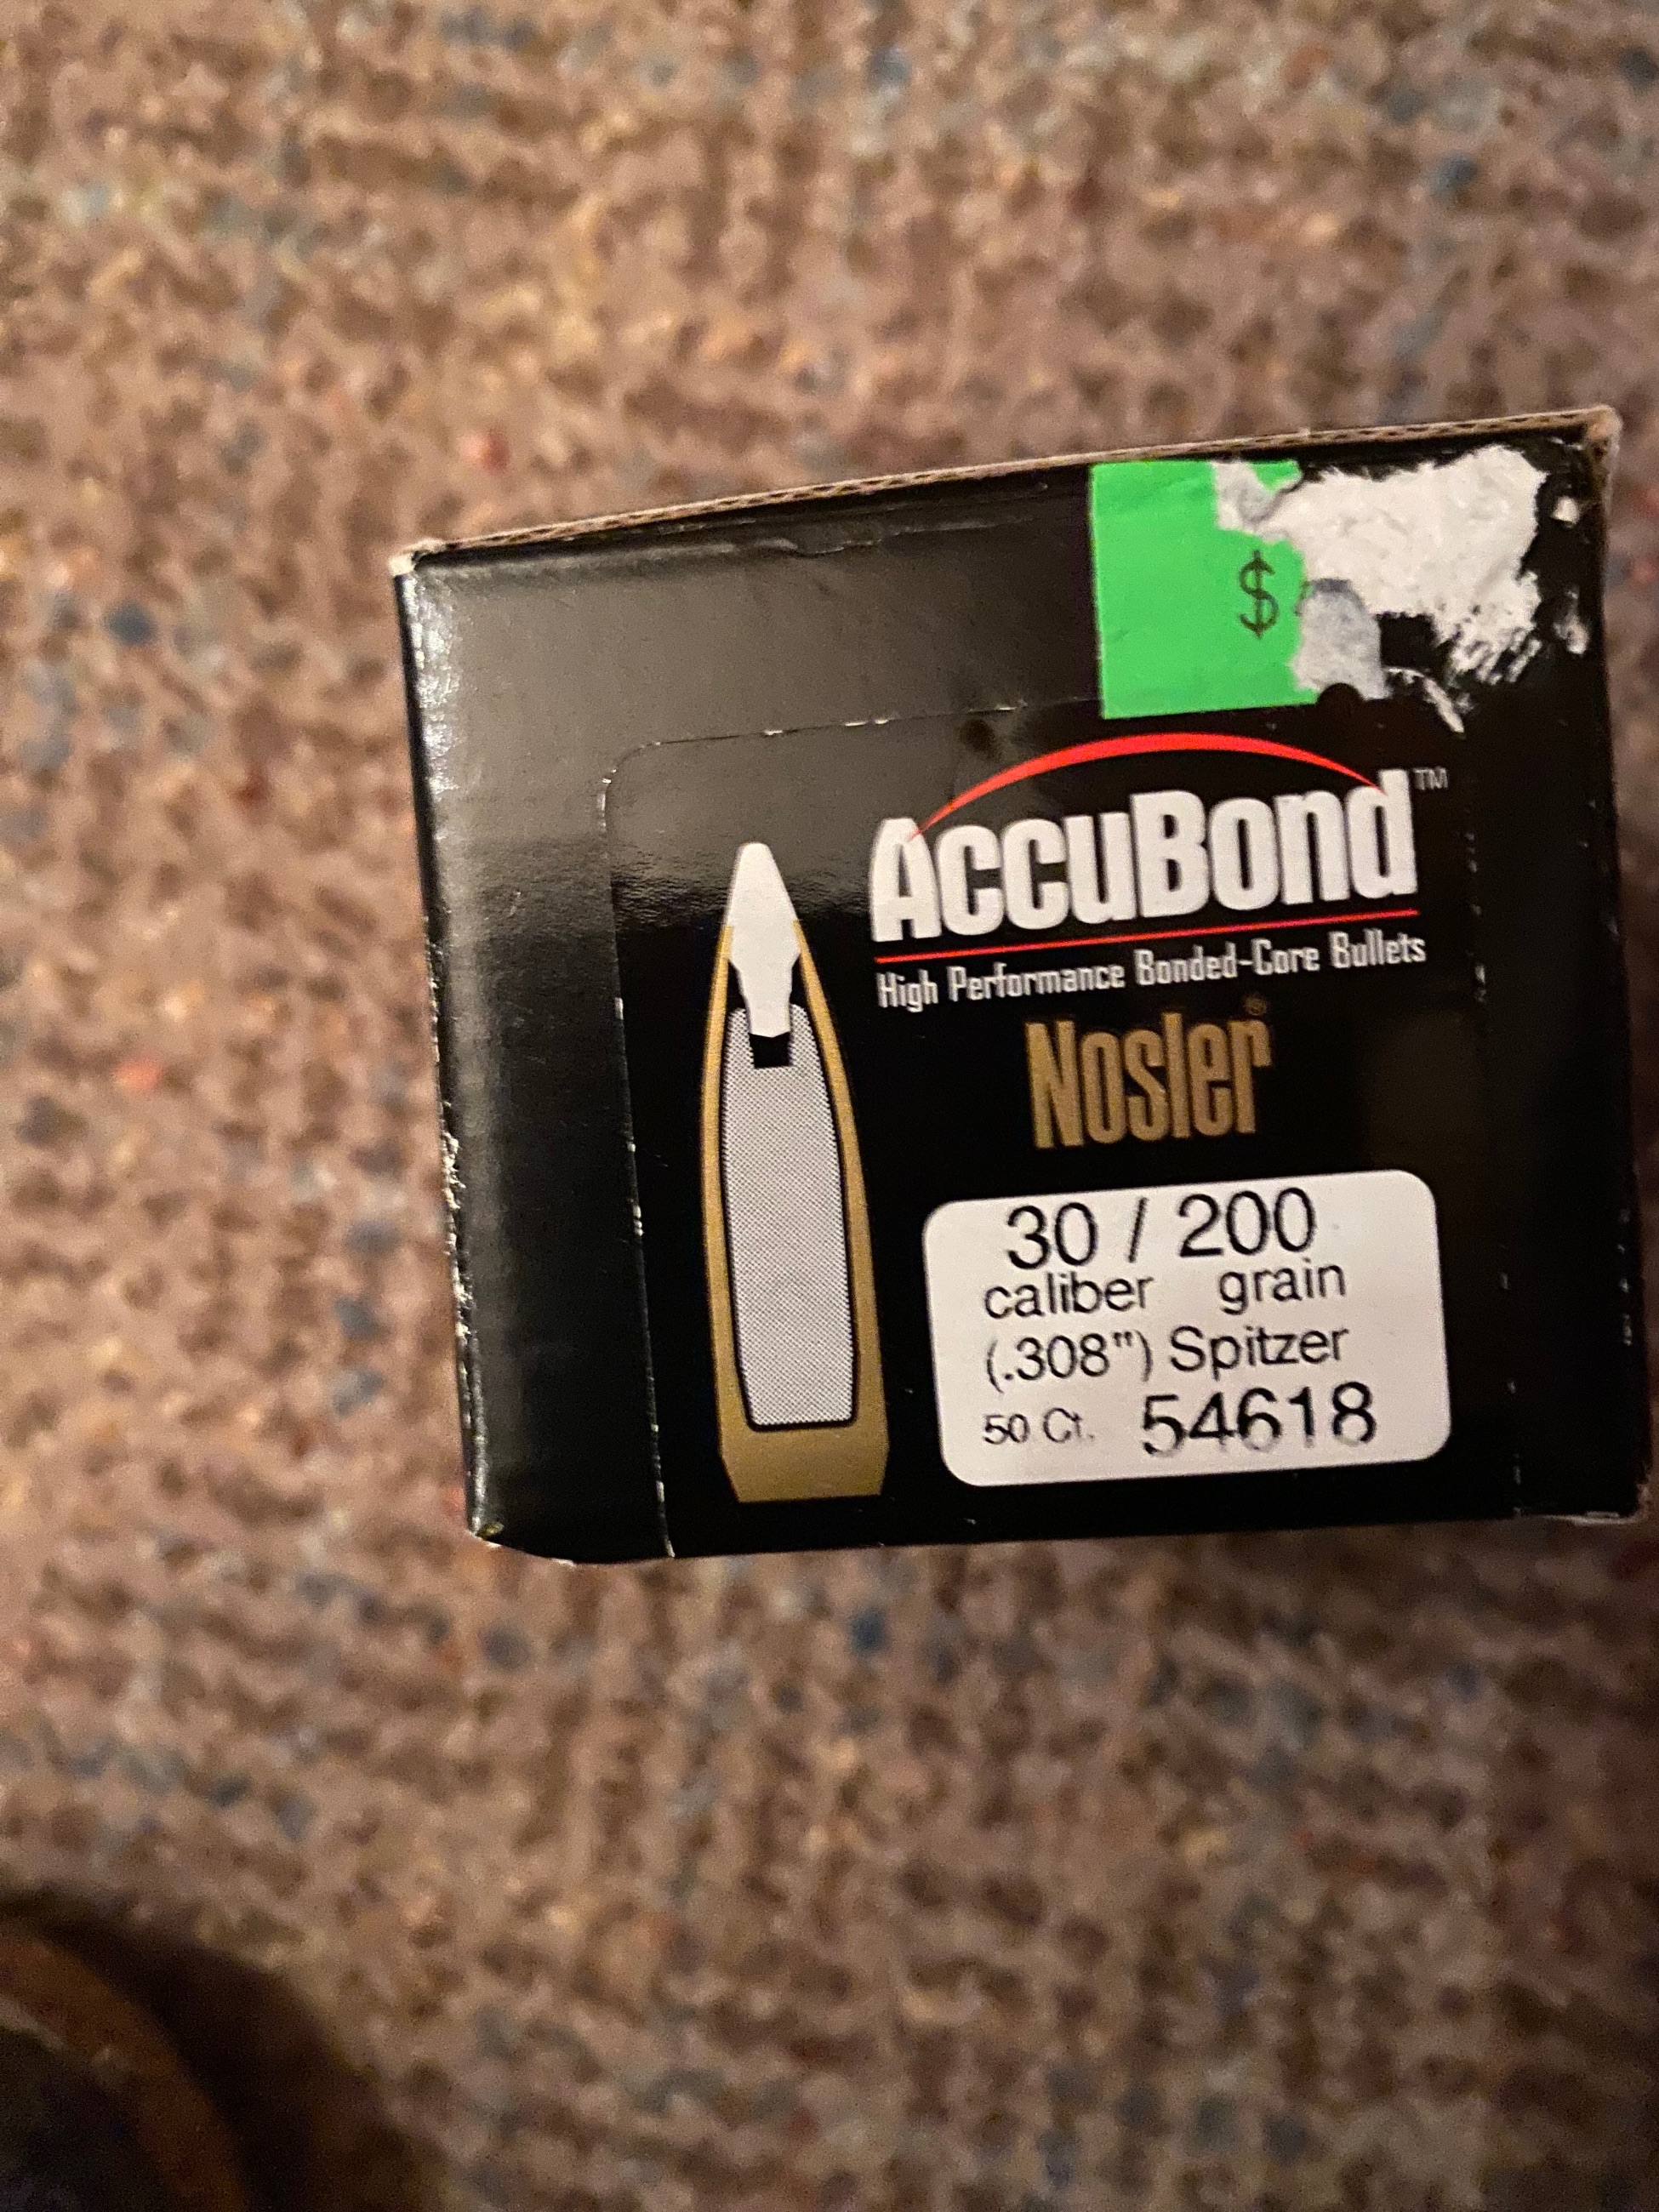 $
AccuBond™
High Performance Bonded-Core Bullets
Nosler®
30 / 200
caliber grain
(.308") Spitzer
50 Ct. 54618